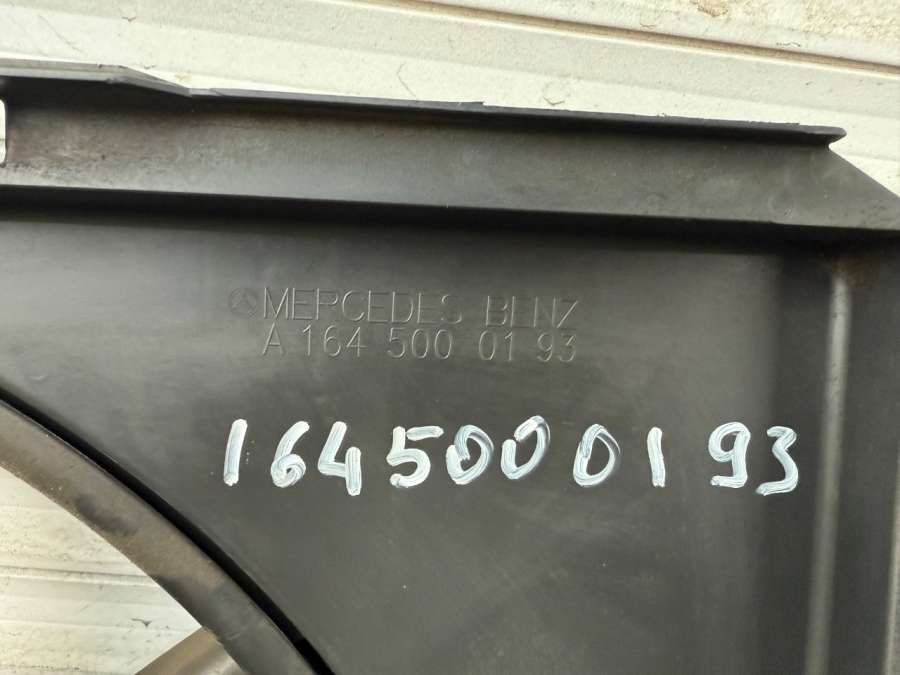 MERCEDES BENZ
A 164 500 01 93
1645000193